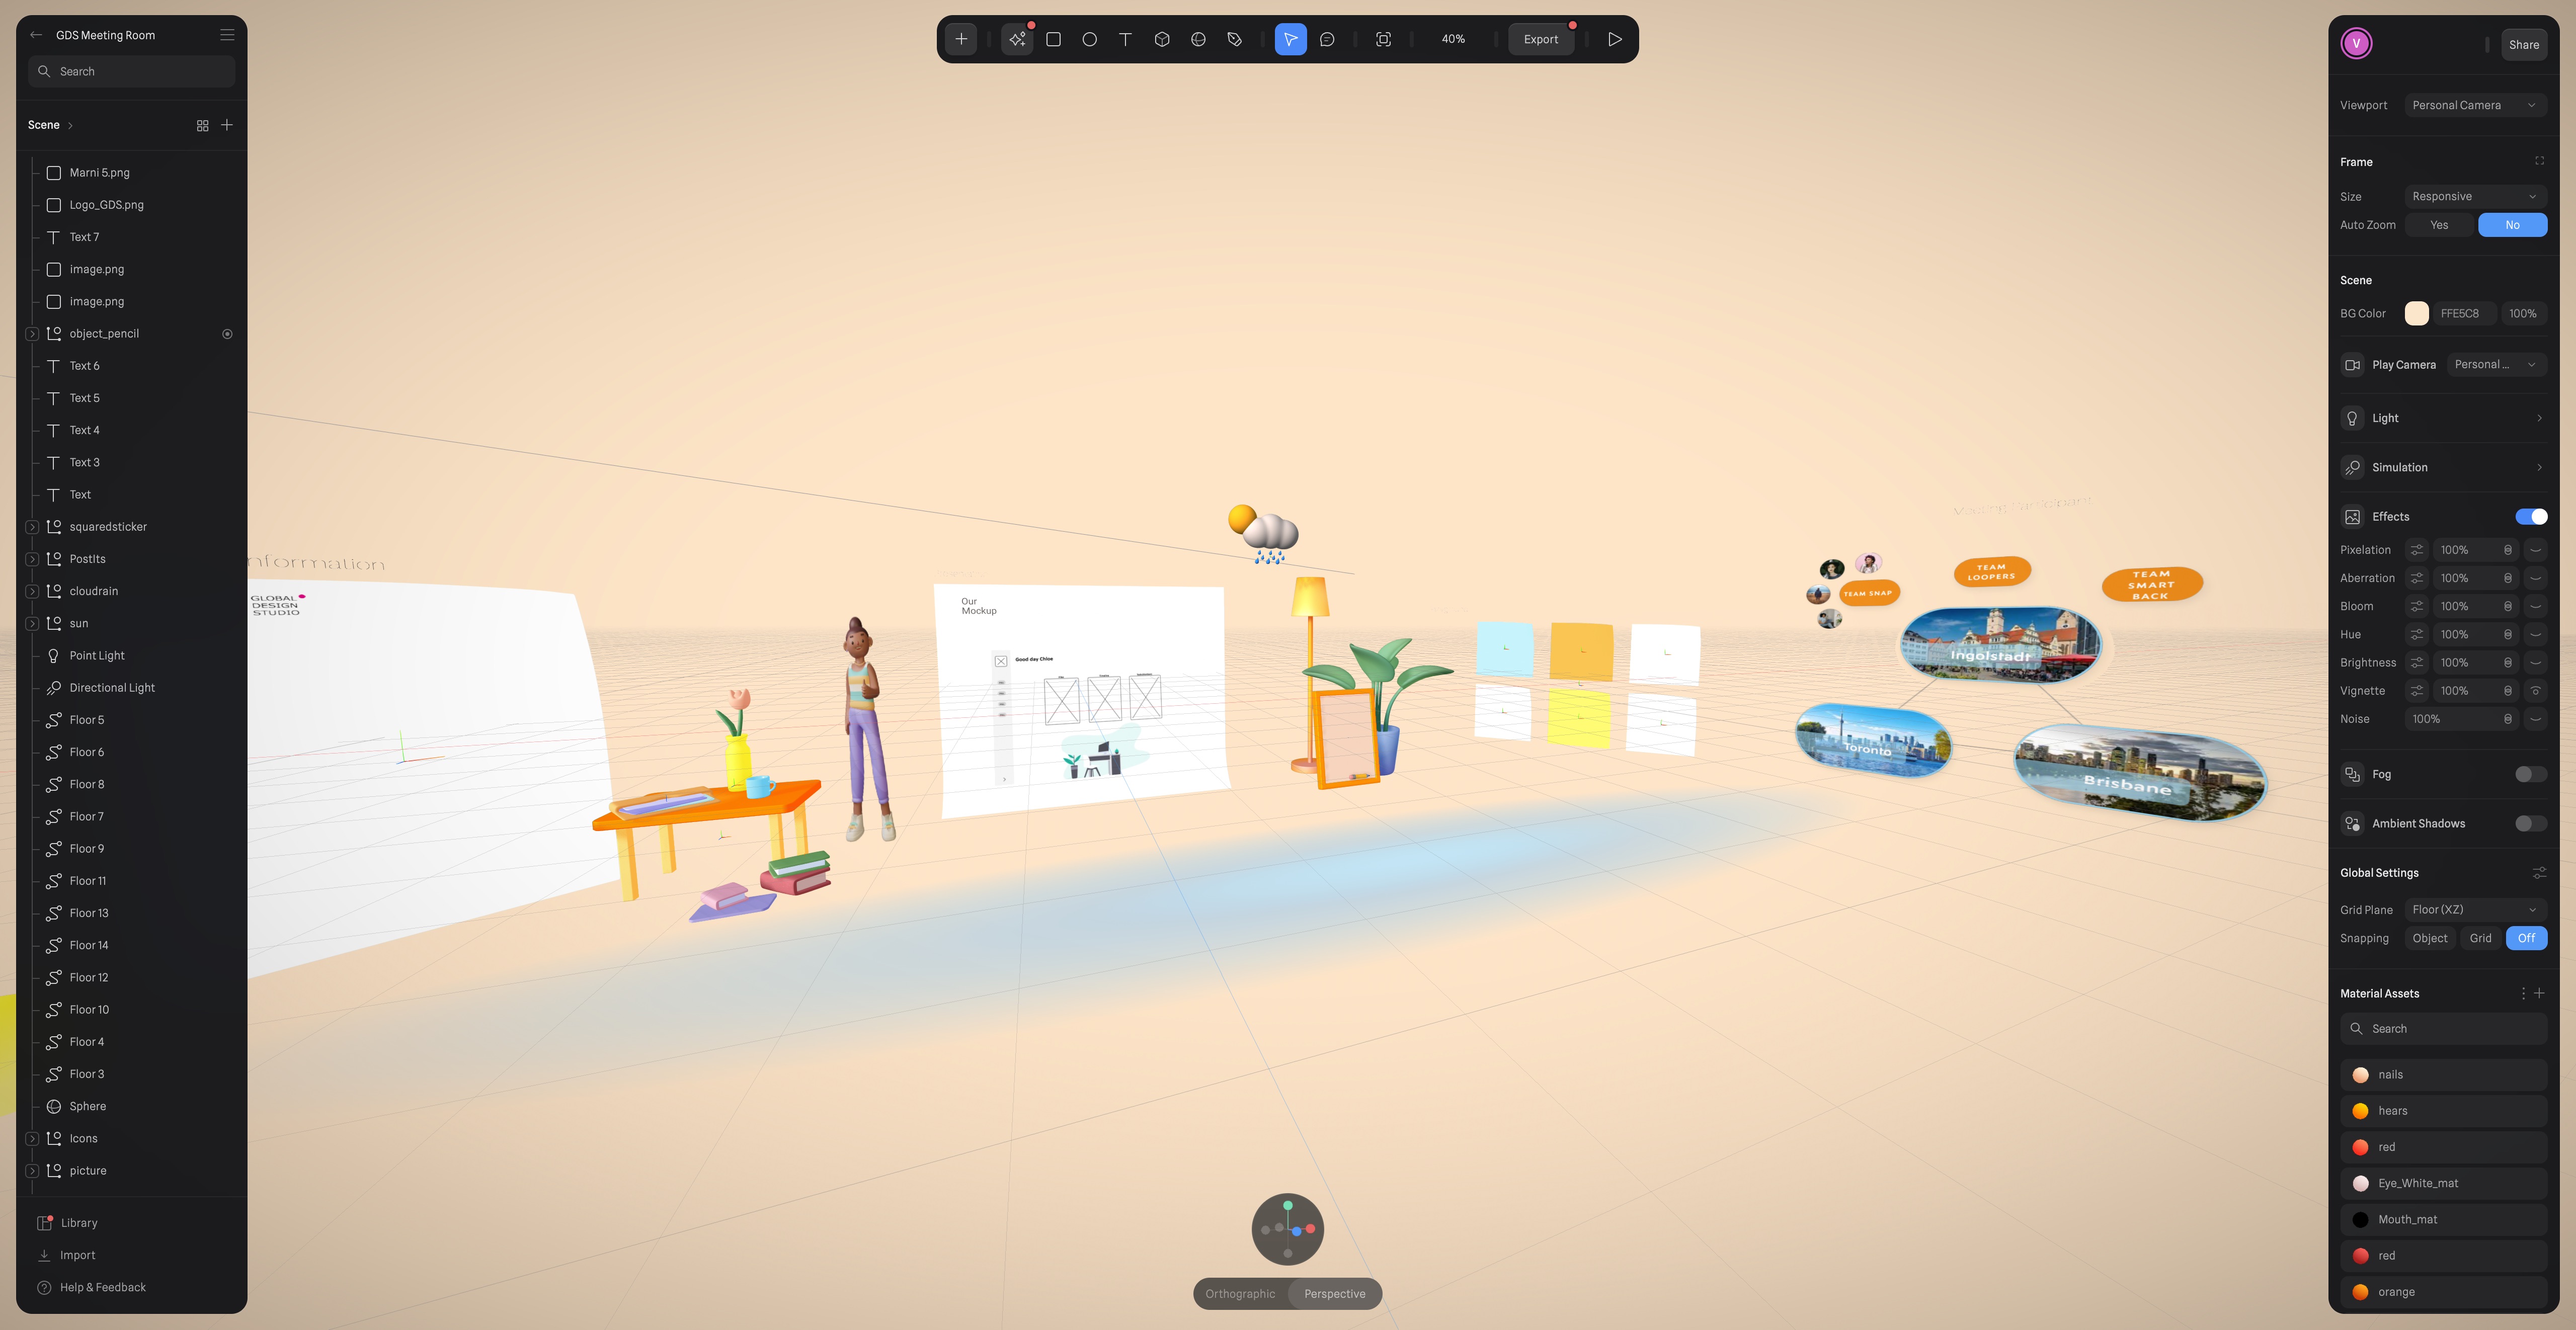 GDS Meeting Room
Search
Scene
Marni 5.png
Logo_GDS.png
Text 7
image.png
image.png
object_pencil
Text 6
Text 5
Text 4
Text 3
Text
squaredsticker
PostIts
cloudrain
sun
Point Light
Directional Light
Floor 5
Floor 6
Floor 8
Floor 7
Floor 9
Floor 11
Floor 13
Floor 14
Floor 12
Floor 10
Floor 4
Floor 3
Sphere
Icons
picture
Library
Import
Help & Feedback
40%
Export
nformation
GLOBAL
DESIGN
STUDIO
Our
Mockup
Good day Chloe
Meeting Participant
TEAM
LOOPERS
TEAM SNAP
TEAM
SMART
BACK
Ingolstadt
Toronto
Brisbane
Orthographic
Perspective
V
Share
Viewport
Personal Camera
Frame
Size
Responsive
Auto Zoom
Yes
No
Scene
BG Color
FFE5C8
100%
Play Camera
Personal ...
Light
Simulation
Effects
Pixelation
100%
Aberration
100%
Bloom
100%
Hue
100%
Brightness
100%
Vignette
100%
Noise
100%
Fog
Ambient Shadows
Global Settings
Grid Plane
Floor (XZ)
Snapping
Object
Grid
Off
Material Assets
Search
nails
hears
red
Eye_White_mat
Mouth_mat
red
orange